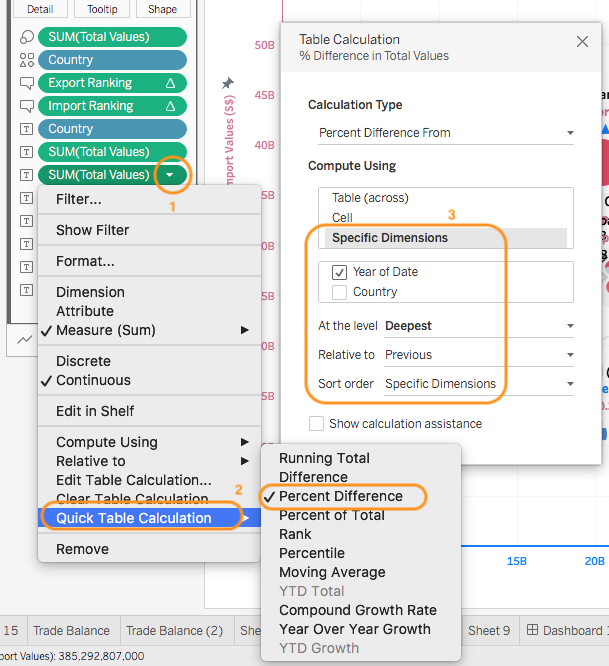 Detail Tooltip Shape
SUM(Total Values)
Country
Export Ranking
Import Ranking
Country
SUM(Total Values)
SUM(Total Values)
1
Filter...
Show Filter
Format...
Dimension
Attribute
Measure (Sum)
Discrete
Continuous
Edit in Shelf
Compute Using
Relative to
Edit Table Calculation...
Clear Table Calculation
2
Quick Table Calculation
Remove
Running Total
Difference
Percent Difference
Percent of Total
Rank
Percentile
Moving Average
YTD Total
Compound Growth Rate
Year Over Year Growth
YTD Growth
50B
45B
40B
5B
0B
5B
0B
5B
0B
5B
mport Values (S$)
Table Calculation
% Difference in Total Values
Calculation Type
Percent Difference From
Compute Using
Table (across)
Cell
3
Specific Dimensions
Year of Date
Country
At the level Deepest
Relative to Previous
Sort order Specific Dimensions
Show calculation assistance
15B 20B
15 Trade Balance Trade Balance (2) She Sheet 9 Dashboard 1
port Values): 385,292,807,000